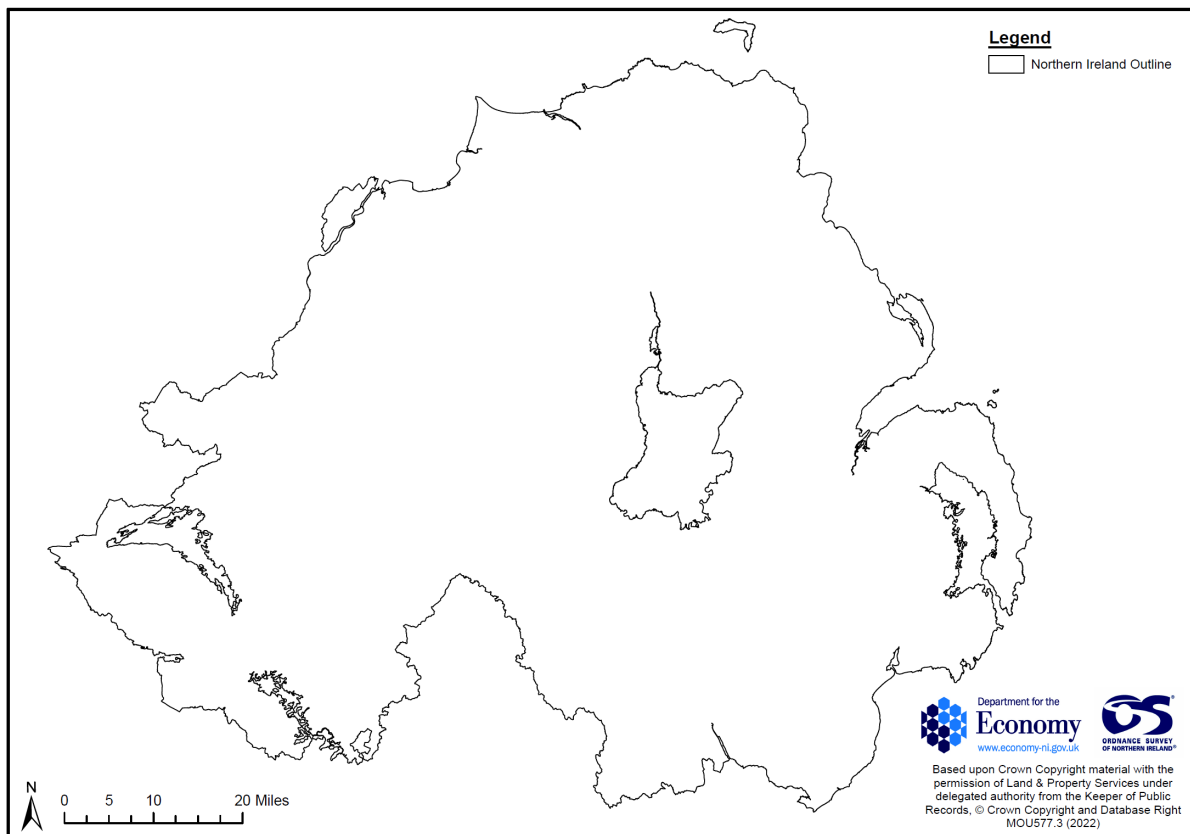 Legend
Northern Ireland Outline
Department for the
Economy
www.economy-ni.gov.uk
OS®
ORDNANCE SURVEY
OF NORTHERN IRELAND®
Based upon Crown Copyright material with the
permission of Land & Property Services under
delegated authority from the Keeper of Public
Records, © Crown Copyright and Database Right
MOU577.3 (2022)
N
0 5 10 20 Miles